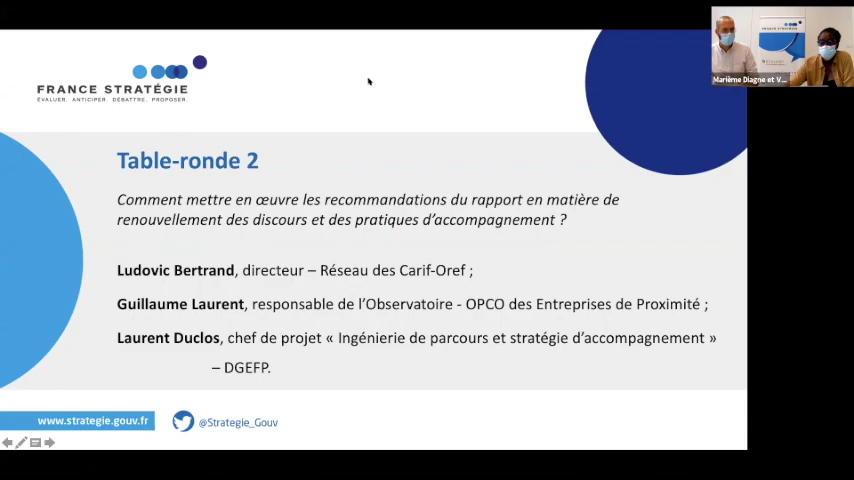 FRANCE STRATÉGIE
ÉVALUER. ANTICIPER. DÉBATTRE. PROPOSER.
FRANCE STRATÉGIE
Marième Diagne et V...
Table-ronde 2
Comment mettre en œuvre les recommandations du rapport en matière de
renouvellement des discours et des pratiques d’accompagnement ?
Ludovic Bertrand, directeur – Réseau des Carif-Oref ;
Guillaume Laurent, responsable de l’Observatoire - OPCO des Entreprises de Proximité ;
Laurent Duclos, chef de projet « Ingénierie de parcours et stratégie d’accompagnement »
– DGEFP.
www.strategie.gouv.fr
@Strategie_Gouv